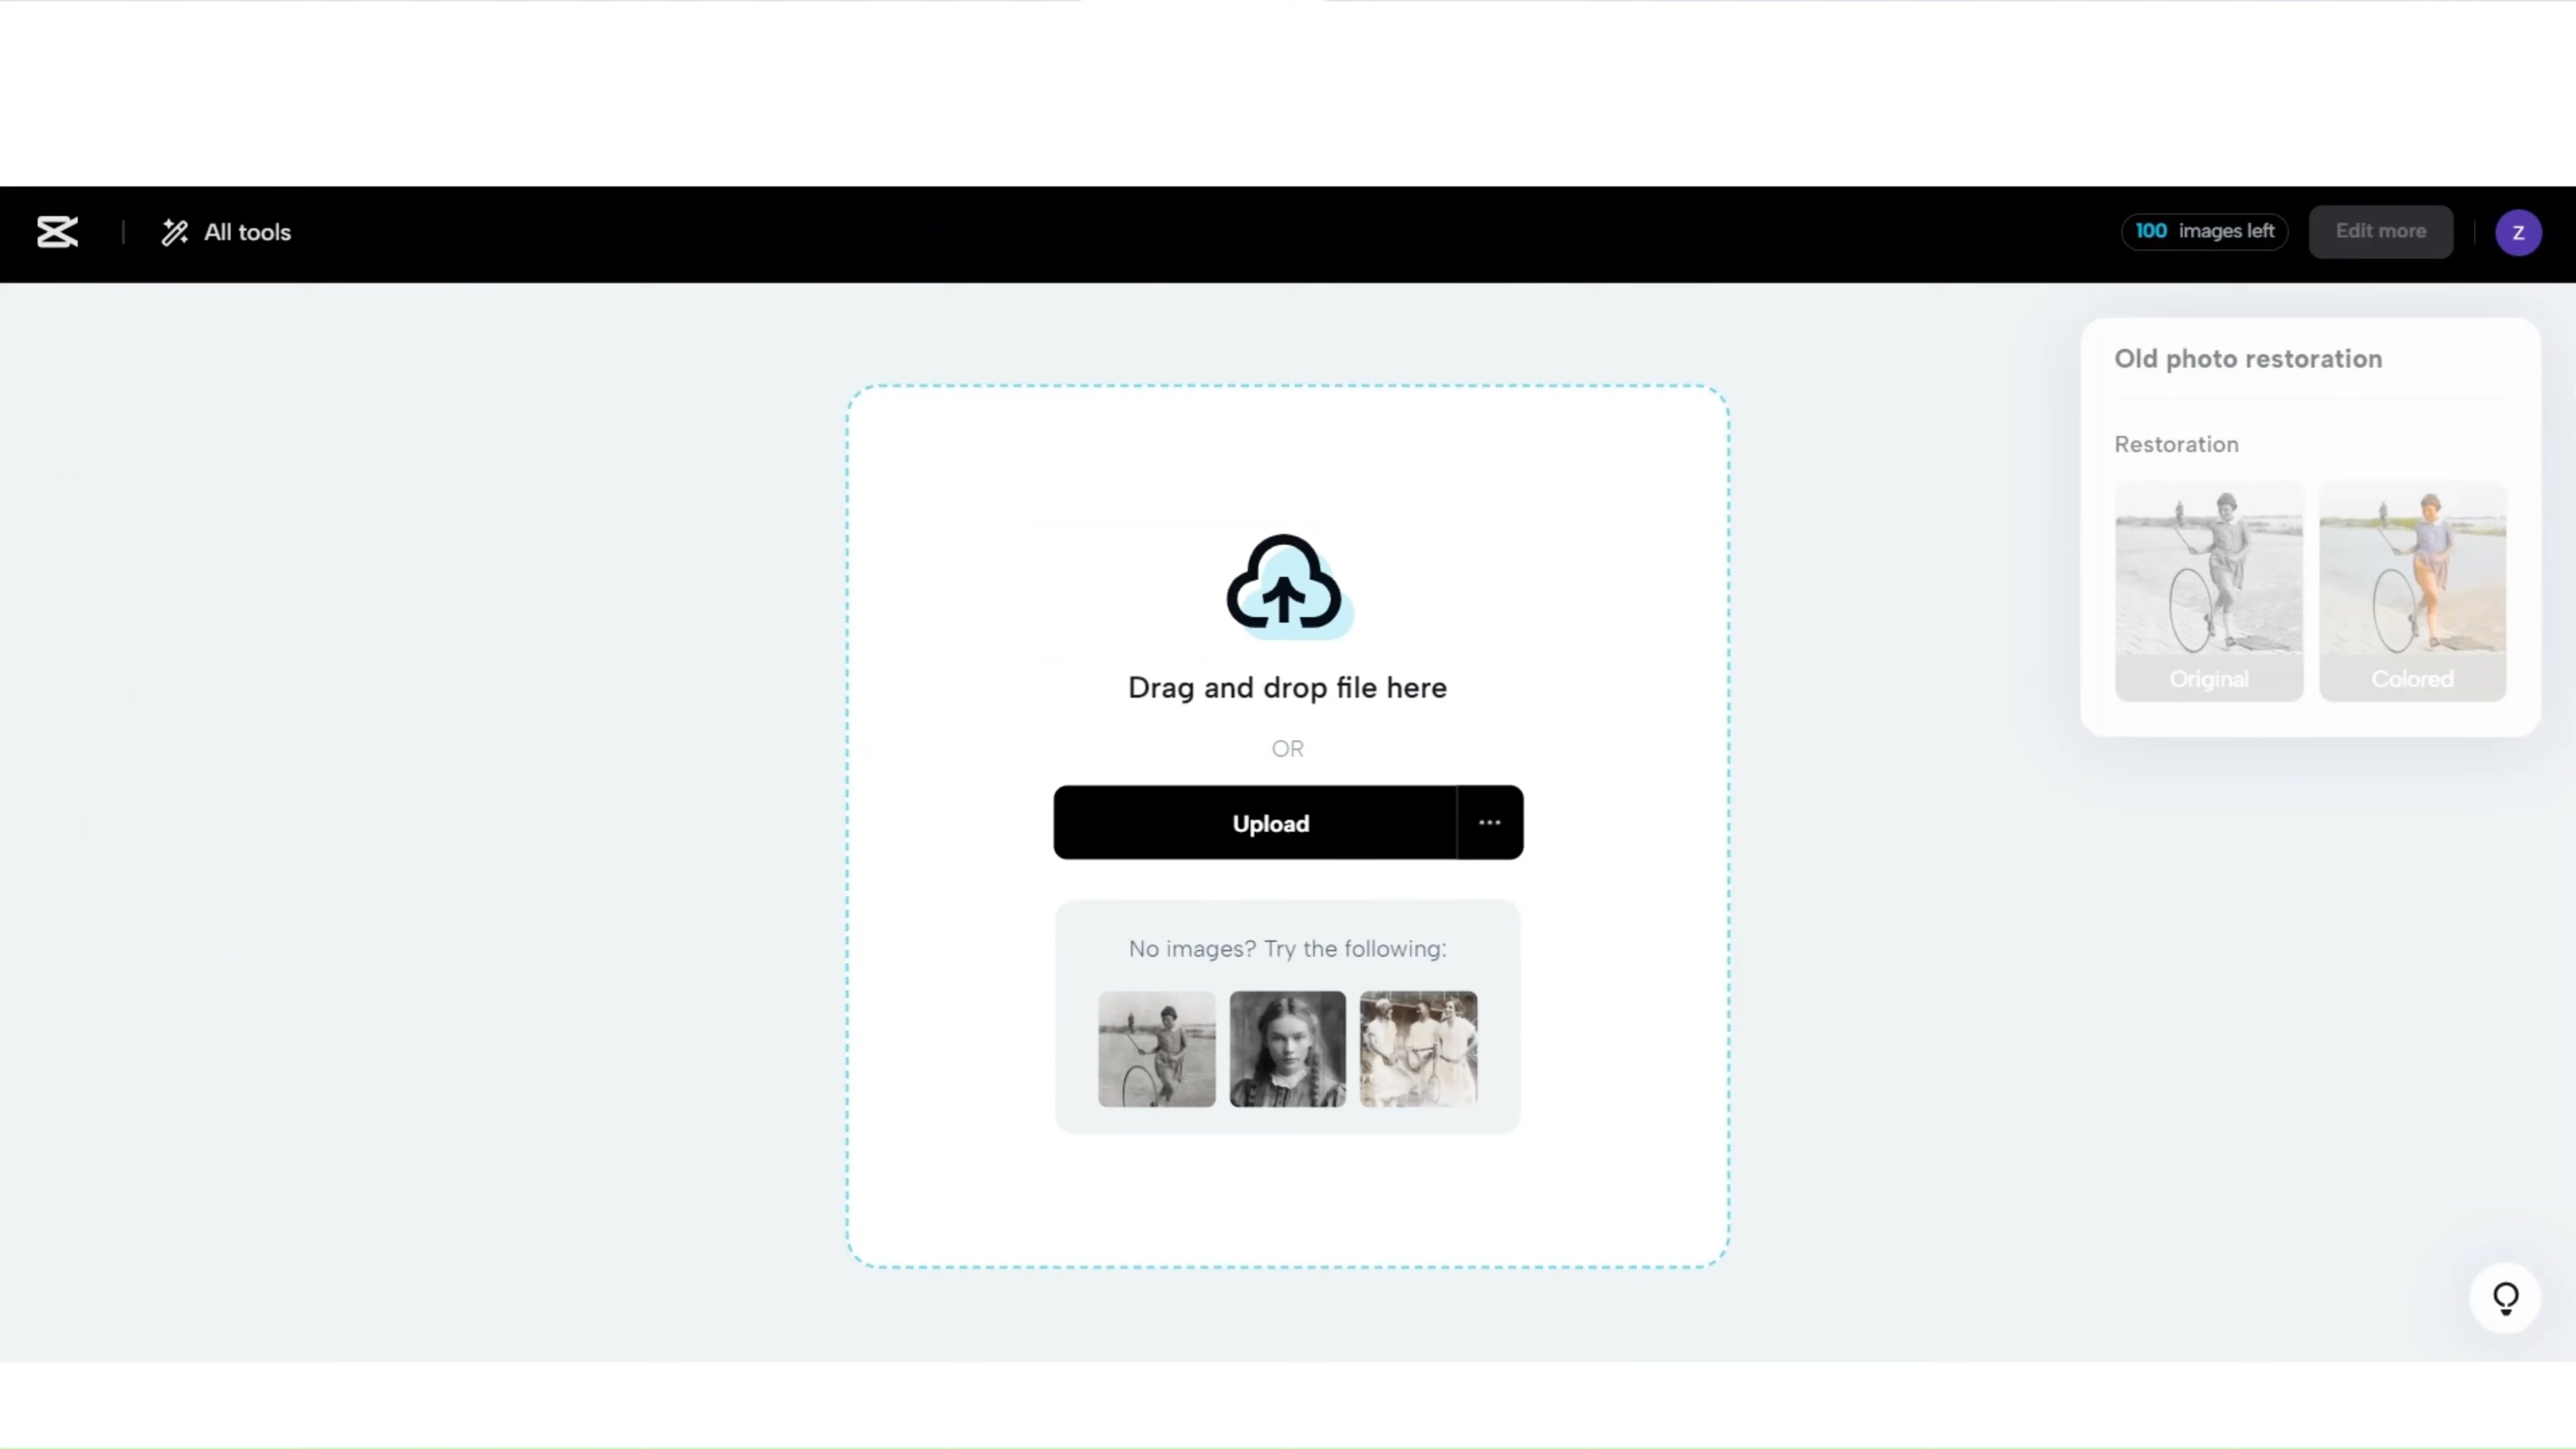 All tools
100 images left
Edit more
Z
Old photo restoration
Restoration
Original
Colored
Drag and drop file here
OR
Upload
...
No images? Try the following: